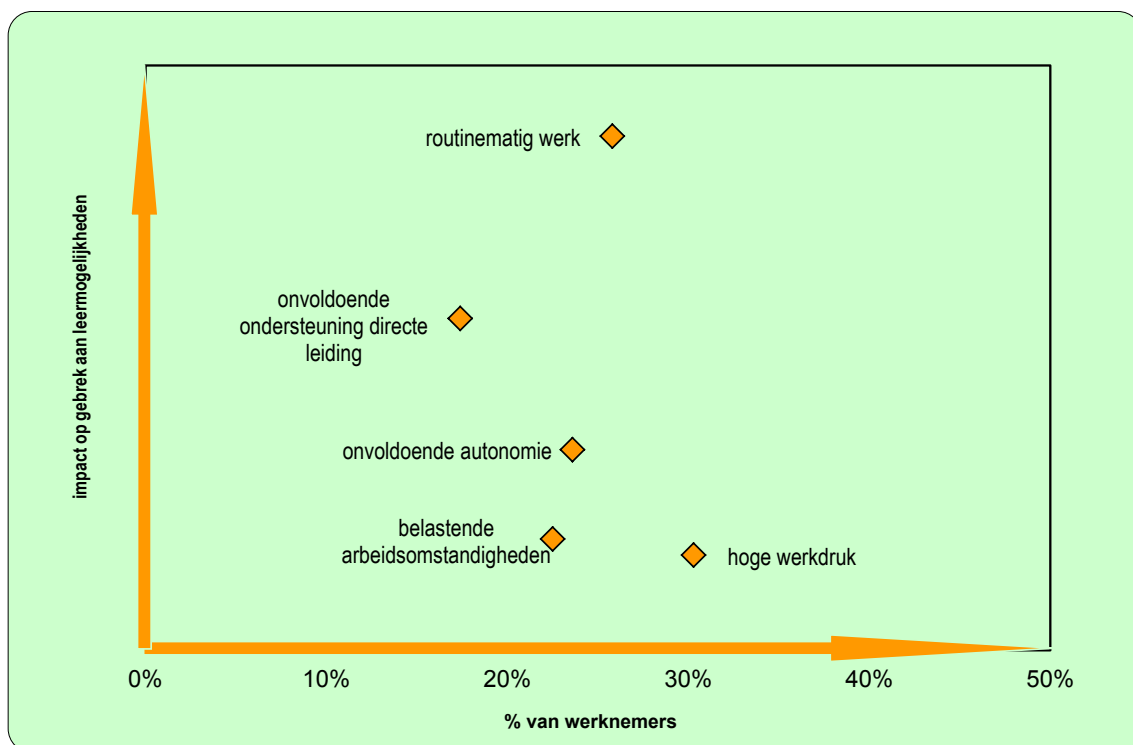 routinematig werk
onvoldoende
ondersteuning directe
leiding
impact op gebrek aan leermogelijkheden
onvoldoende autonomie
belastende
arbeidsomstandigheden
hoge werkdruk
0%
10%
20%
30%
40%
50%
% van werknemers